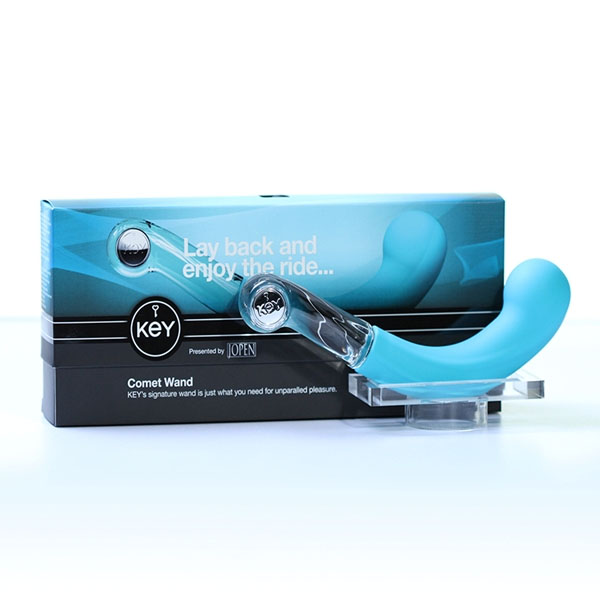 KEY
Lay back and
enjoy the ride...
KEY
KEY
Presented by JOPEN
Comet Wand
KEY's signature wand is just what you need for unparalled pleasure.